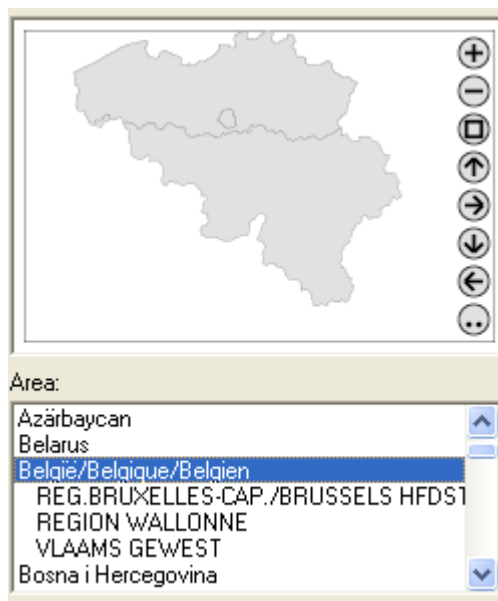 Area:
Azärbaycan
Belarus
België/Belgique/Belgien
REG.BRUXELLES-CAP./BRUSSELS HFDST
REGION WALLONNE
VLAAMS GEWEST
Bosna i Hercegovina